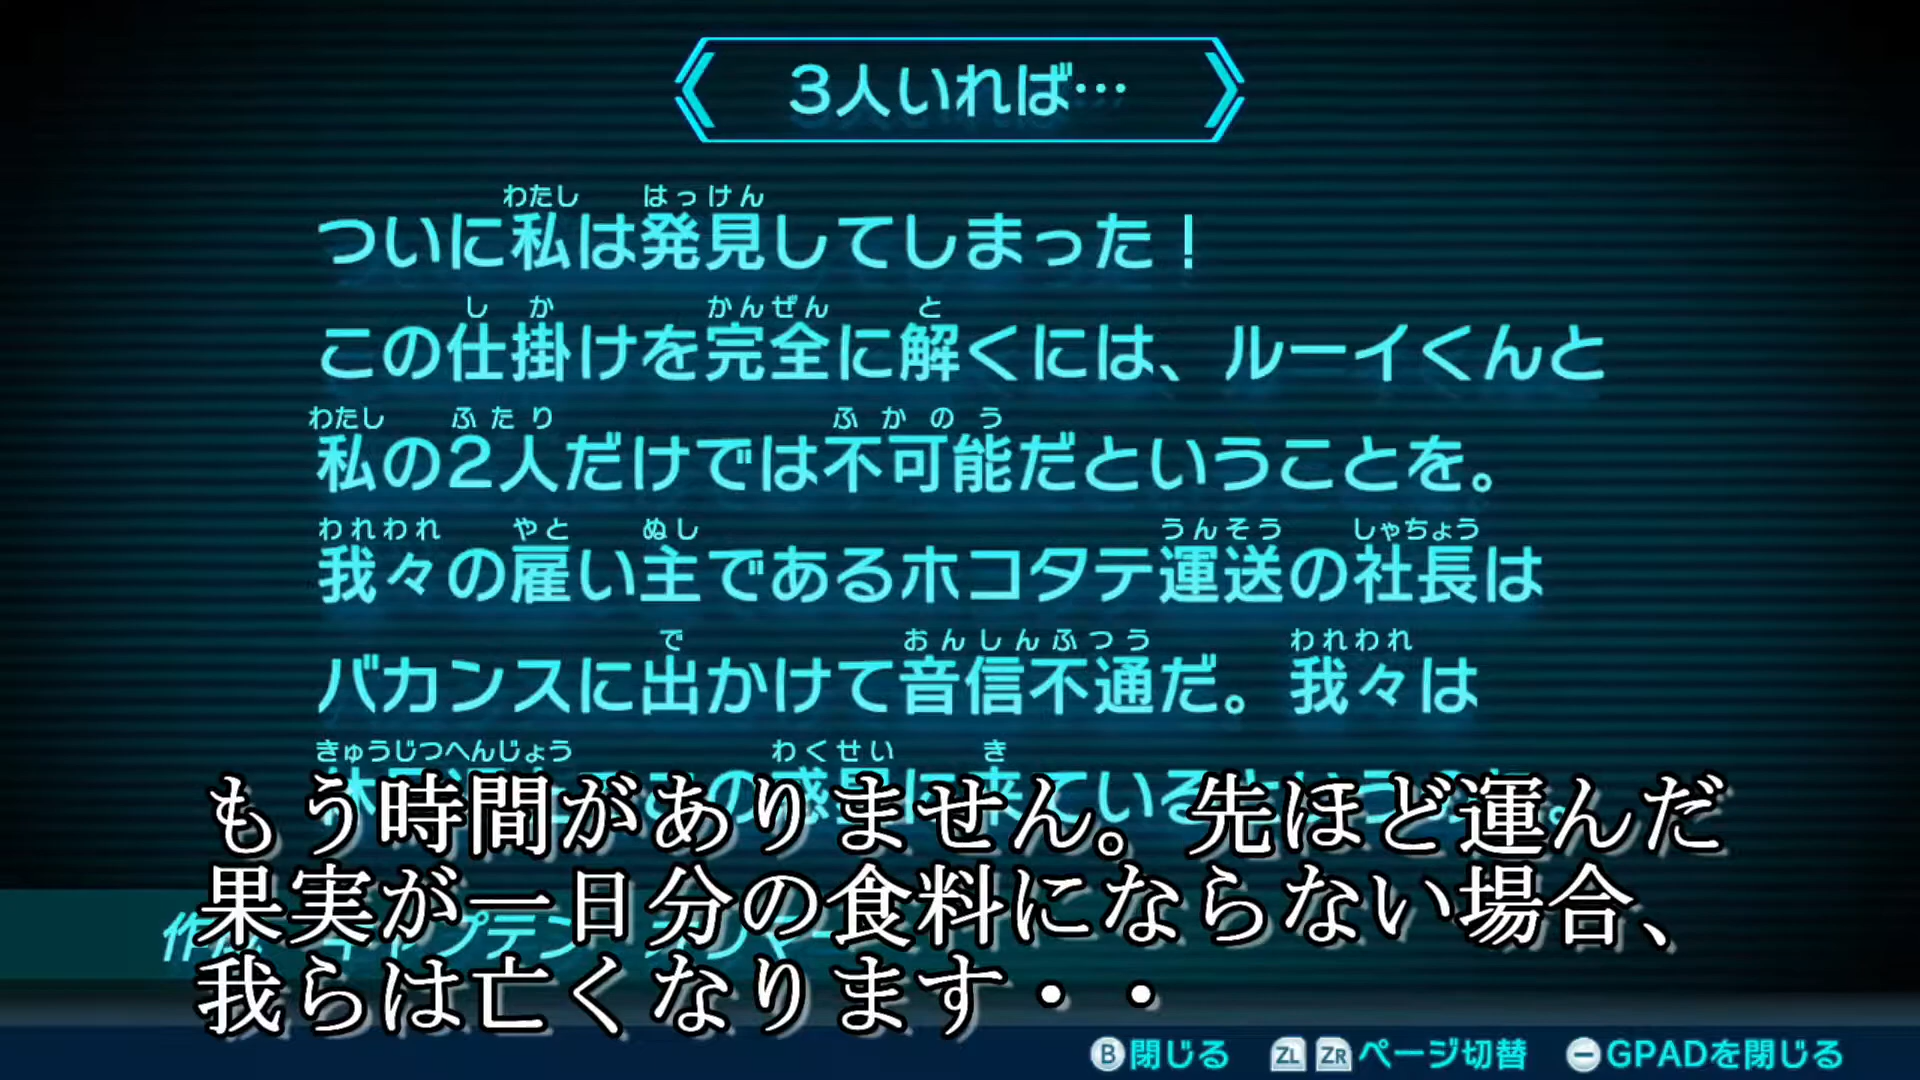 3人いれば…
わたし はっけん
ついに私は発見してしまった！
し か かんぜん と
この仕掛けを完全に解くには、ルーイくんと
わたし ふたり ふかのう
私の2人だけでは不可能だということを。
われわれ やと ぬし うんそう しゃちょう
我々の雇い主であるホコタテ運送の社長は
で おんしんふつう われわれ
バカンスに出かけて音信不通だ。我々は
きゅうじつへんじょう わくせい き
の惑星に来ている
もう時間がありません。先ほど運んだ
果実が一日分の食料にならない場合、
我らは亡くなります・・
B閉じる ZL ZRページ切替 －GPADを閉じる